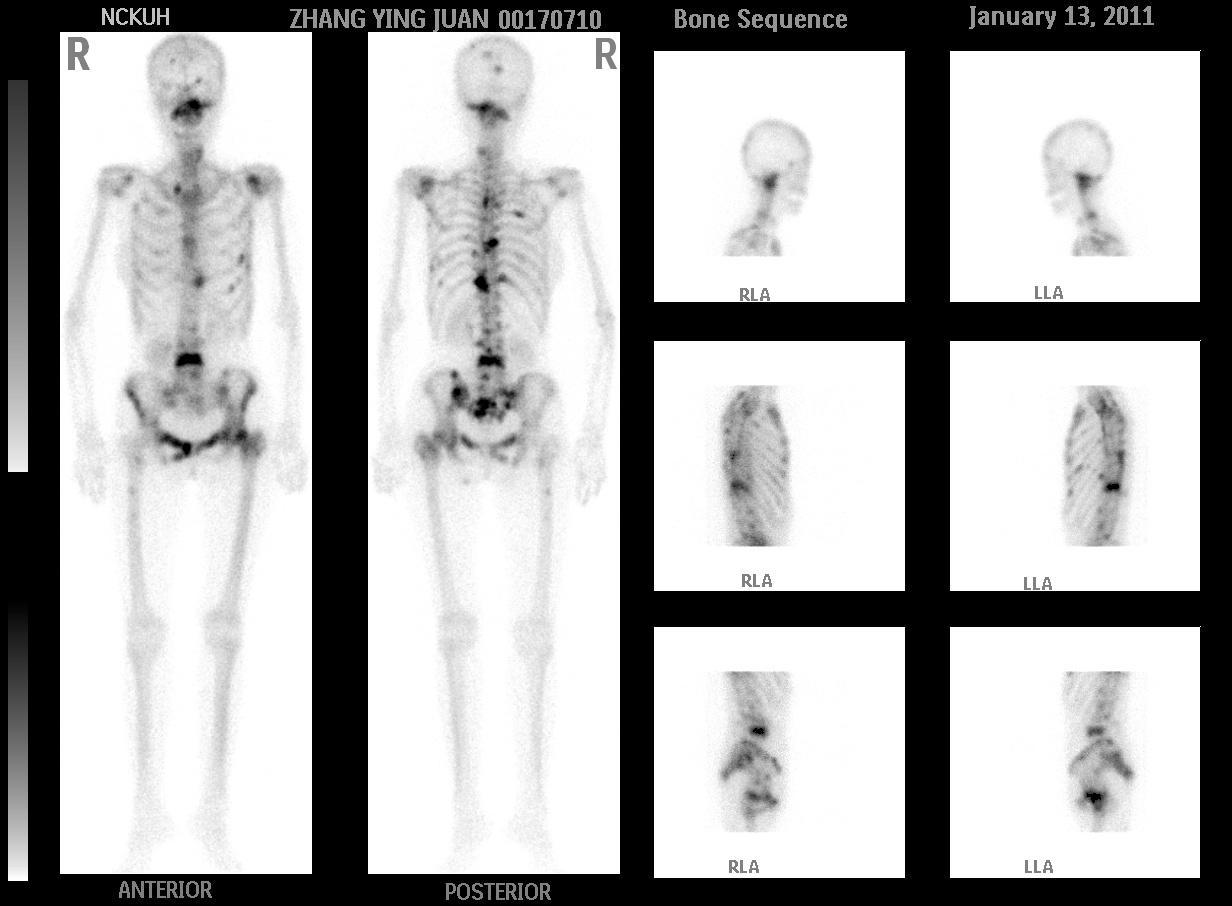 NCKUH ZHANG YING JUAN 00170710 Bone Sequence January 13, 2011
R R
RLA LLA
RLA LLA
RLA LLA
ANTERIOR POSTERIOR